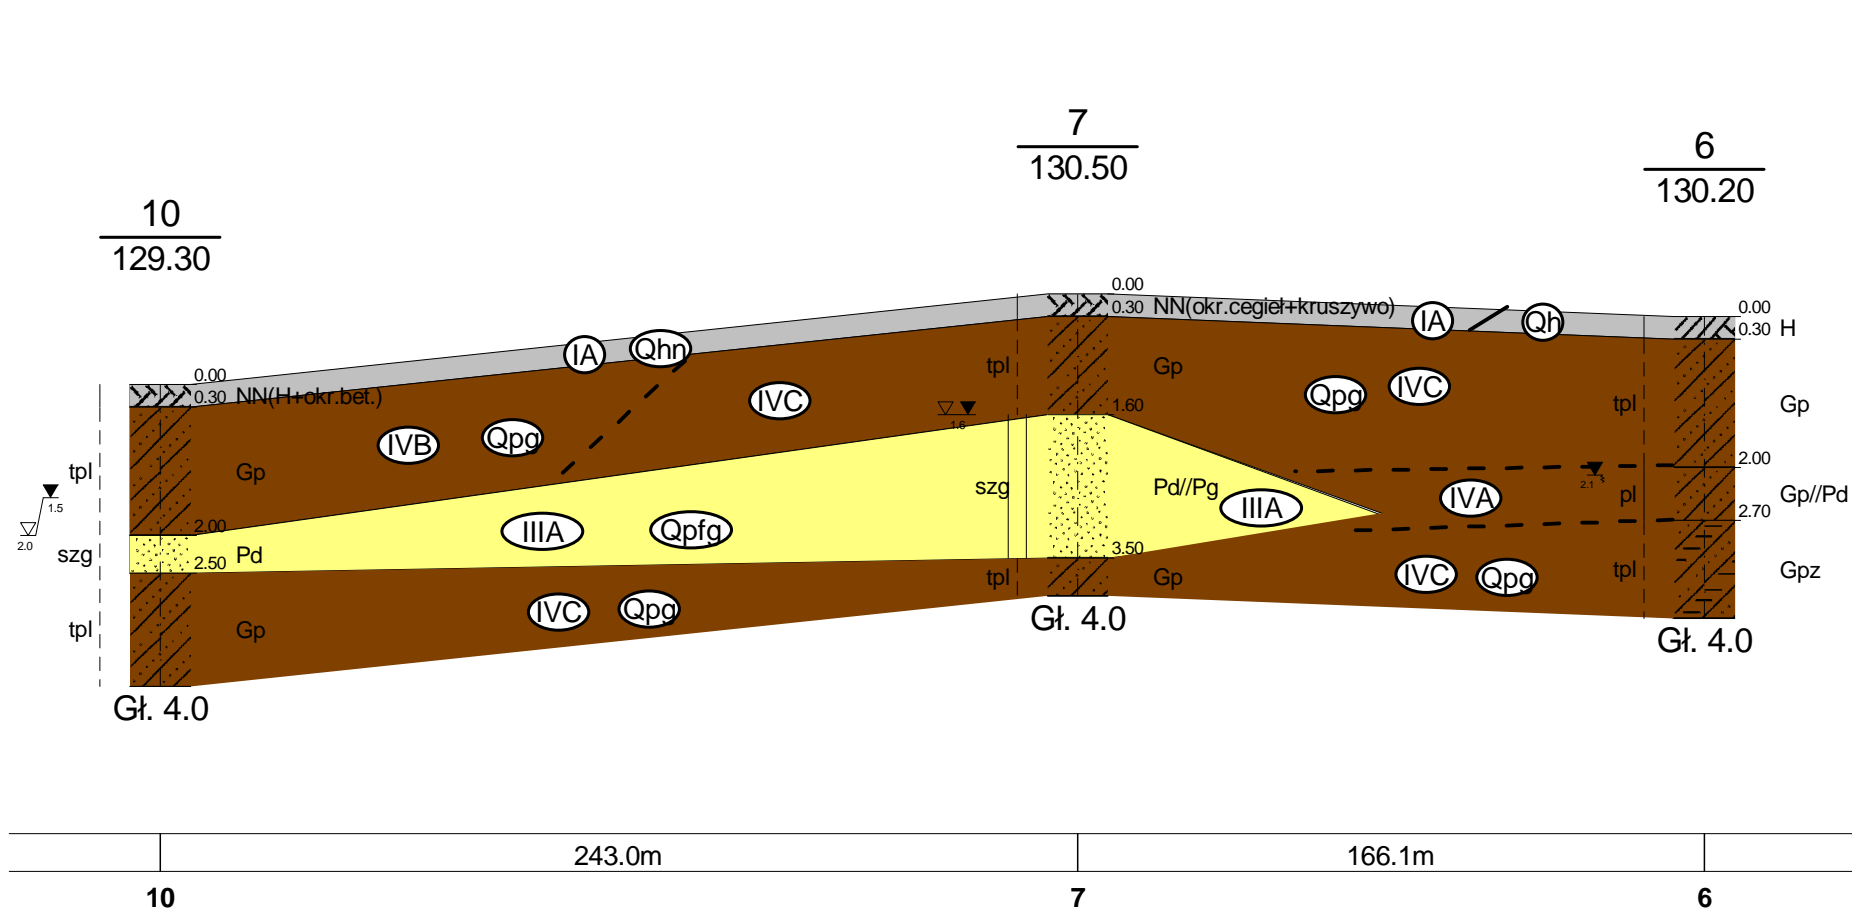 7
130.50
6
130.20
10
129.30
0.00
0.30 NN(okr.cegieł+kruszywo)
IA
Qh
0.00
0.30 H
IA
Qhn
tpl
Gp
0.00
0.30 NN(H+okr.bet.)
IVC
Qpg
IVC
tpl
Gp
1.60
1.6
IVB
Qpg
tpl
Gp
2.00
2.1
1.5
szg
Pd//Pg
IIIA
IVA
pl
Gp//Pd
2.70
2.00
IIIA
Qpfg
2.0
szg
2.50
Pd
3.50
tpl
Gp
IVC
Qpg
tpl
Gpz
IVC
Qpg
tpl
Gp
Gł. 4.0
Gł. 4.0
Gł. 4.0
243.0m
166.1m
10
7
6